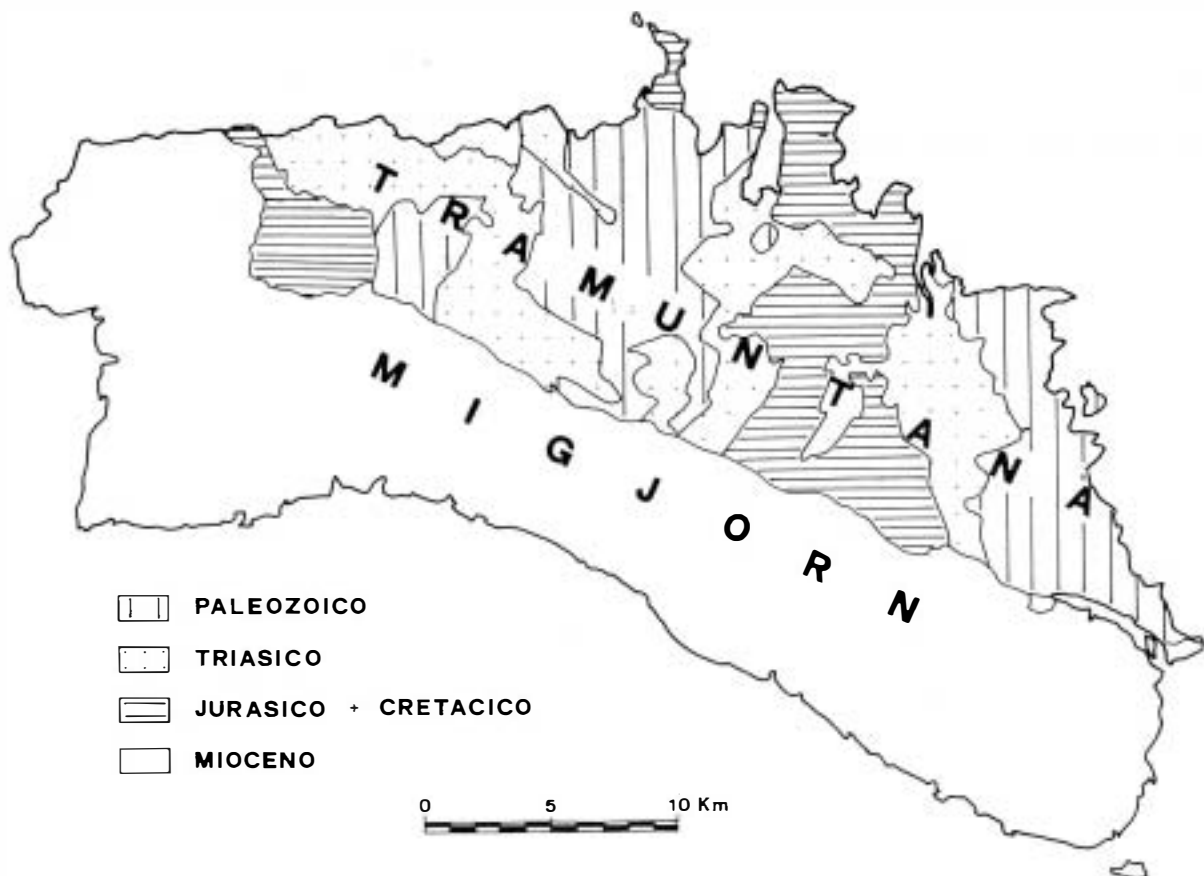 TRAMUNTANA
MIGJORN
PALEOZOICO
TRIASICO
JURASICO + CRETACICO
MIOCENO
0 5 10 Km